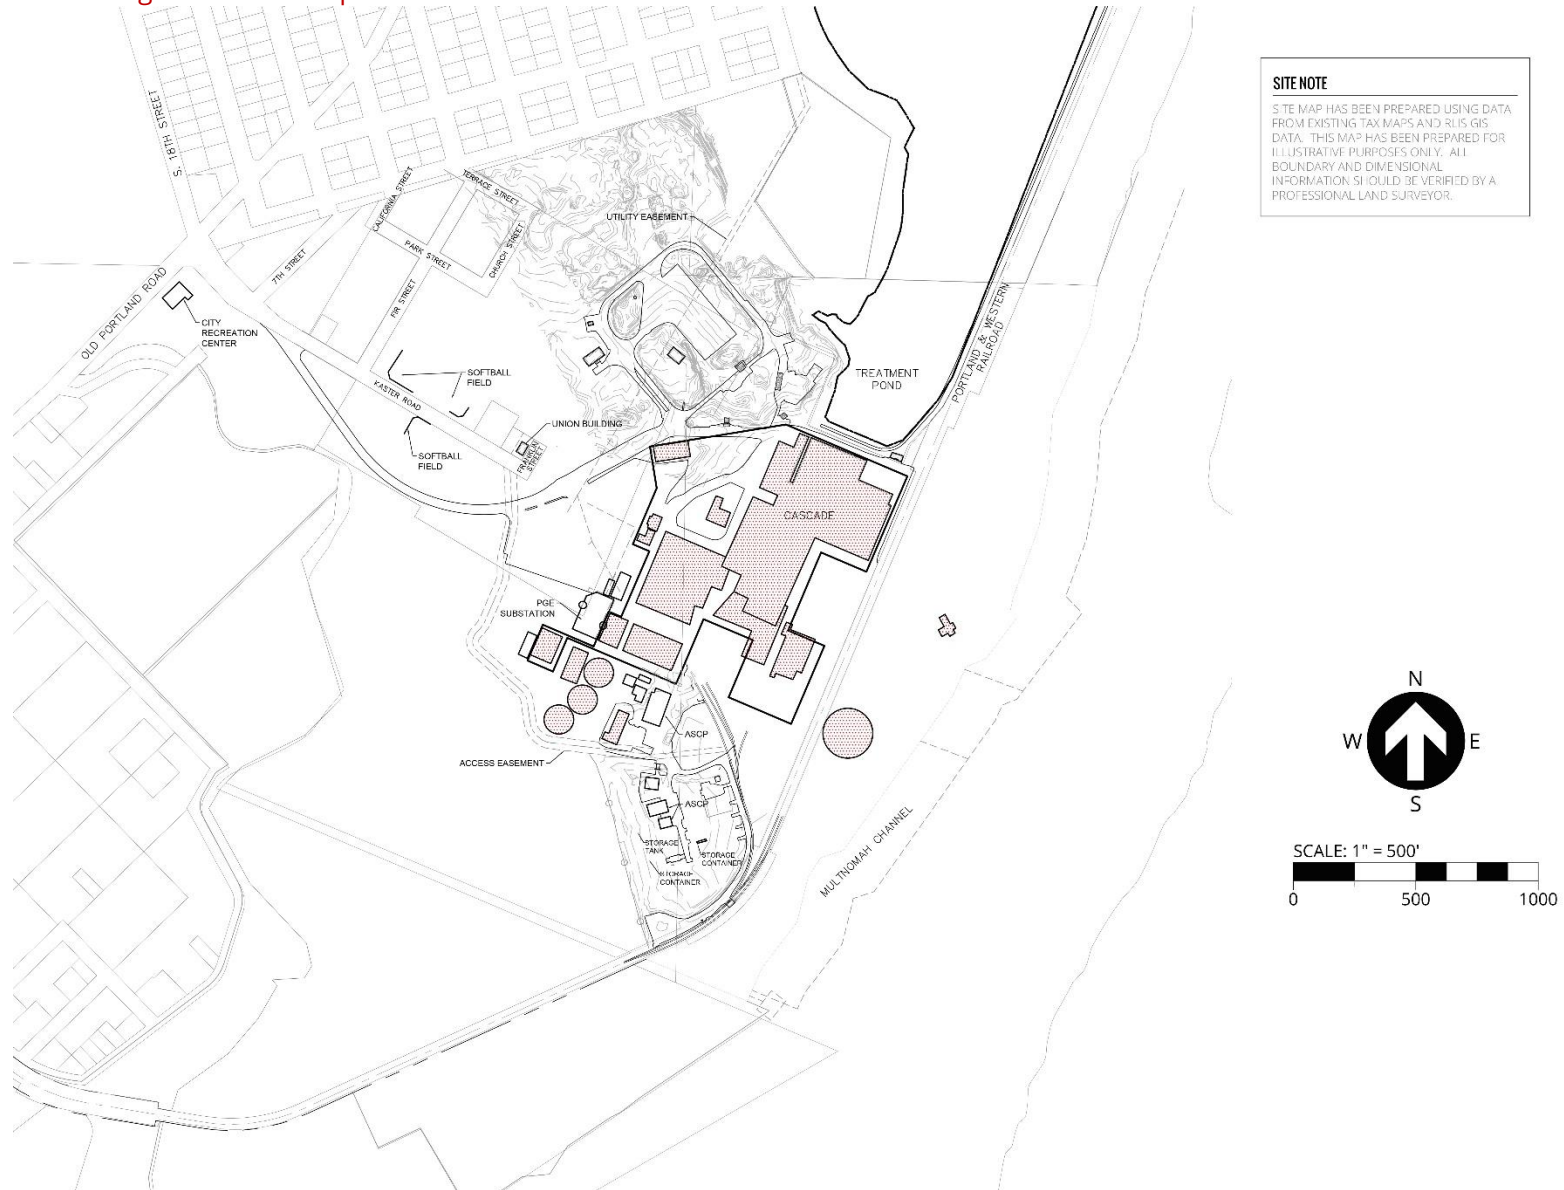 SITE NOTE
SITE MAP HAS BEEN PREPARED USING DATA
FROM EXISTING TAX MAPS AND RLIS GIS
DATA. THIS MAP HAS BEEN PREPARED FOR
ILLUSTRATIVE PURPOSES ONLY. ALL
BOUNDARY AND DIMENSIONAL
INFORMATION SHOULD BE VERIFIED BY A
PROFESSIONAL LAND SURVEYOR.
S. 18TH STREET
CALIFORNIA STREET
TERRACE STREET
UTILITY EASEMENT
PARK STREET
CHURCH STREET
7TH STREET
FIR STREET
OLD PORTLAND ROAD
CITY
RECREATION
CENTER
PORTLAND & WESTERN
RAILROAD
TREATMENT
POND
SOFTBALL
FIELD
KASTER ROAD
UNION BUILDING
FRANKLIN
STREET
SOFTBALL
FIELD
CASCADE
PGE
SUBSTATION
ASCP
ACCESS EASEMENT
ASCP
STORAGE
TANK
STORAGE
CONTAINER
STORAGE
CONTAINER
MULTNOMAH CHANNEL
N
W E
S
SCALE: 1" = 500'
0 500 1000